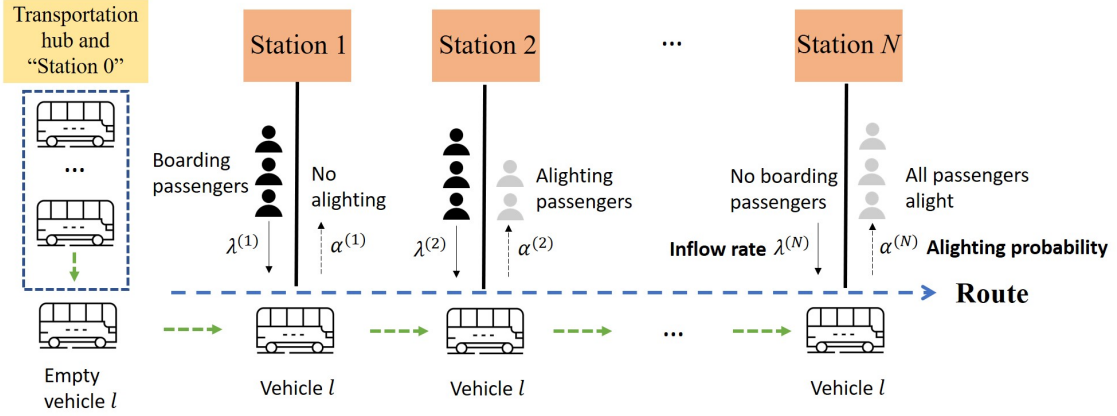 Transportation
hub and
“Station 0”
Station 1
Station 2
...
Station N
...
Boarding
passengers
No
alighting
Alighting
passengers
No boarding
passengers
All passengers
alight
λ⁽¹⁾
α⁽¹⁾
λ⁽²⁾
α⁽²⁾
Inflow rate λ⁽ᴺ⁾
α⁽ᴺ⁾ Alighting probability
Route
...
Empty
vehicle l
Vehicle l
Vehicle l
Vehicle l